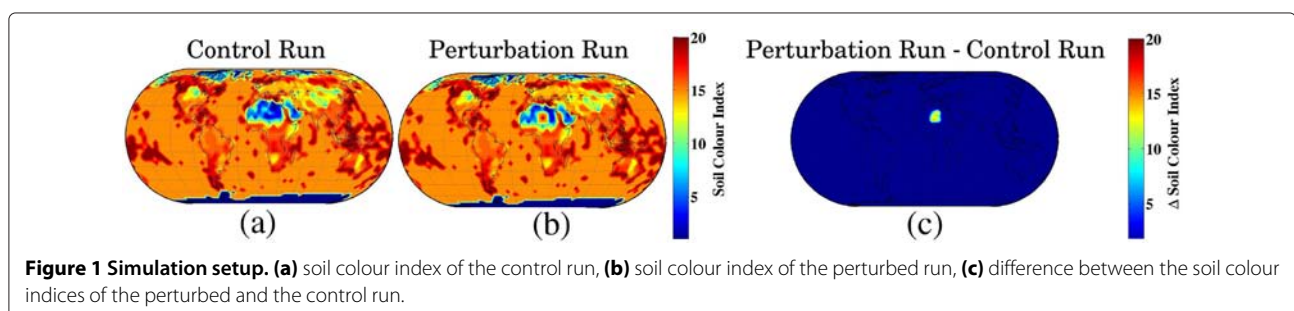 Control Run
Perturbation Run
Perturbation Run - Control Run
20
15
10
5
Soil Colour Index
20
15
10
5
Δ Soil Colour Index
(a)
(b)
(c)
Figure 1 Simulation setup. (a) soil colour index of the control run, (b) soil colour index of the perturbed run, (c) difference between the soil colour
indices of the perturbed and the control run.